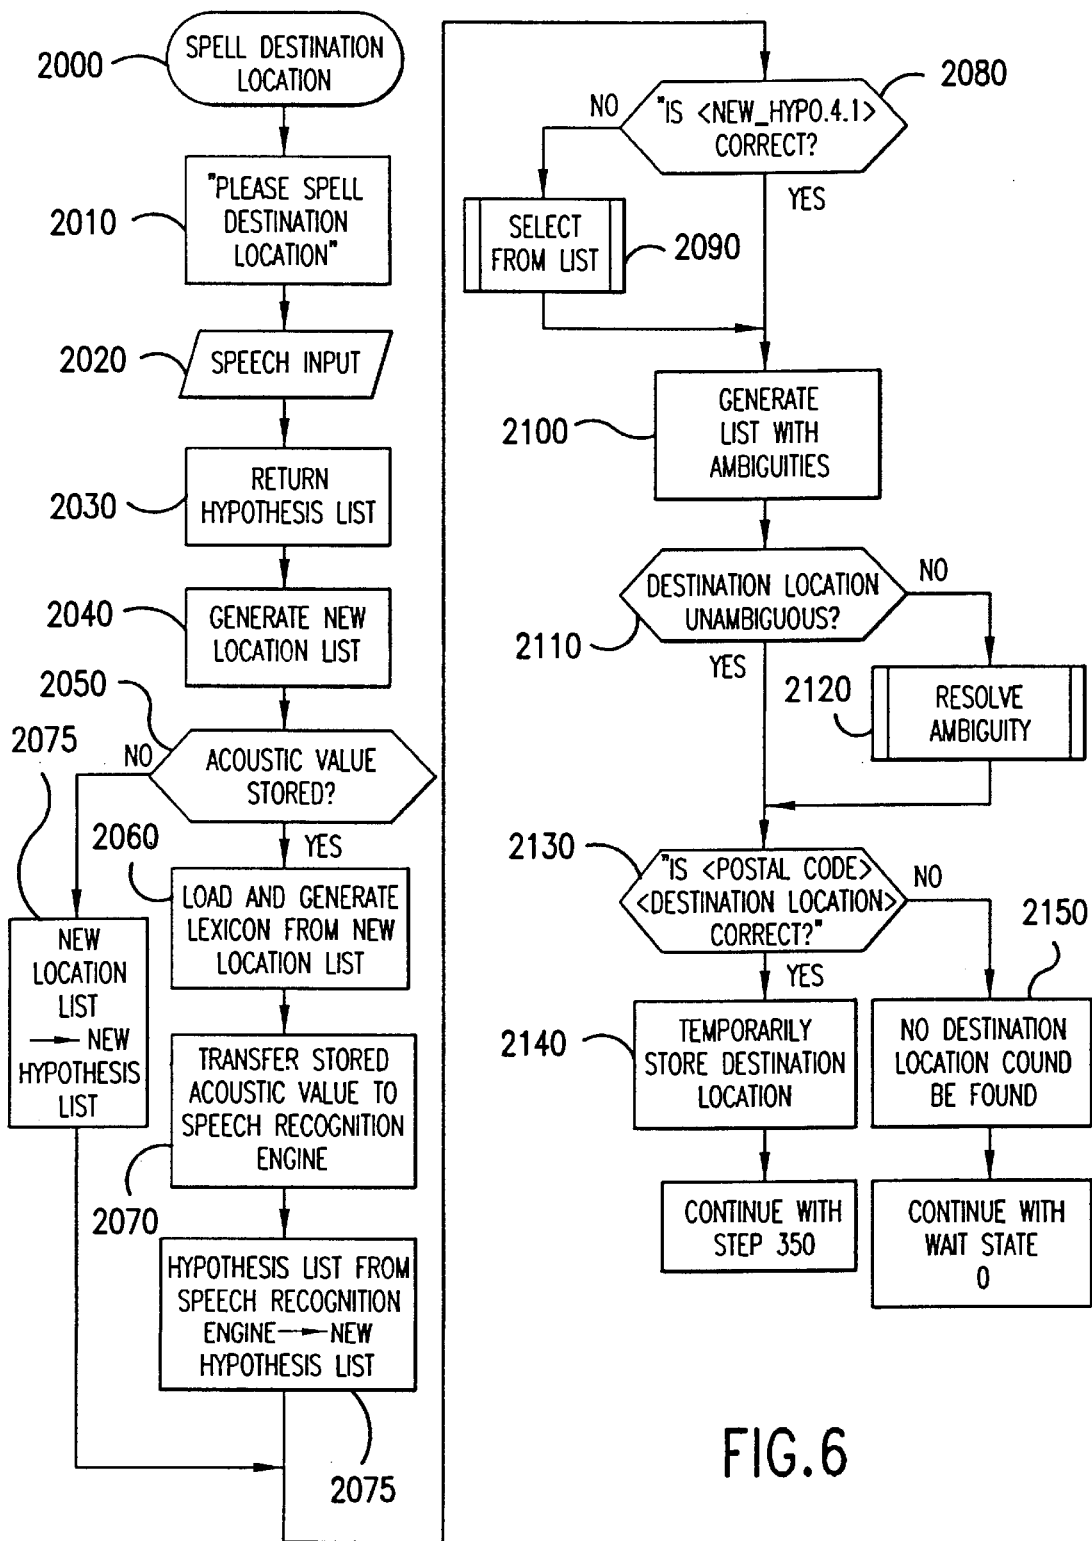 2000
SPELL DESTINATION
LOCATION
2010
"PLEASE SPELL
DESTINATION
LOCATION"
2020
SPEECH INPUT
2030
RETURN
HYPOTHESIS LIST
2040
GENERATE NEW
LOCATION LIST
2050
2075
NO
ACOUSTIC VALUE
STORED?
2060
YES
LOAD AND GENERATE
LEXICON FROM NEW
LOCATION LIST
NEW
LOCATION
LIST
→ NEW
HYPOTHESIS
LIST
TRANSFER STORED
ACOUSTIC VALUE TO
SPEECH RECOGNITION
ENGINE
2070
HYPOTHESIS LIST FROM
SPEECH RECOGNITION
ENGINE → NEW
HYPOTHESIS LIST
2075
2080
NO
"IS <NEW_HYPO.4.1>
CORRECT?
YES
SELECT
FROM LIST
2090
2100
GENERATE
LIST WITH
AMBIGUITIES
DESTINATION LOCATION
UNAMBIGUOUS?
NO
2110
YES
2120
RESOLVE
AMBIGUITY
2130
"IS <POSTAL CODE>
<DESTINATION LOCATION>
CORRECT?"
NO
2150
YES
2140
TEMPORARILY
STORE DESTINATION
LOCATION
NO DESTINATION
LOCATION COUND
BE FOUND
CONTINUE WITH
STEP 350
CONTINUE WITH
WAIT STATE
0
FIG.6